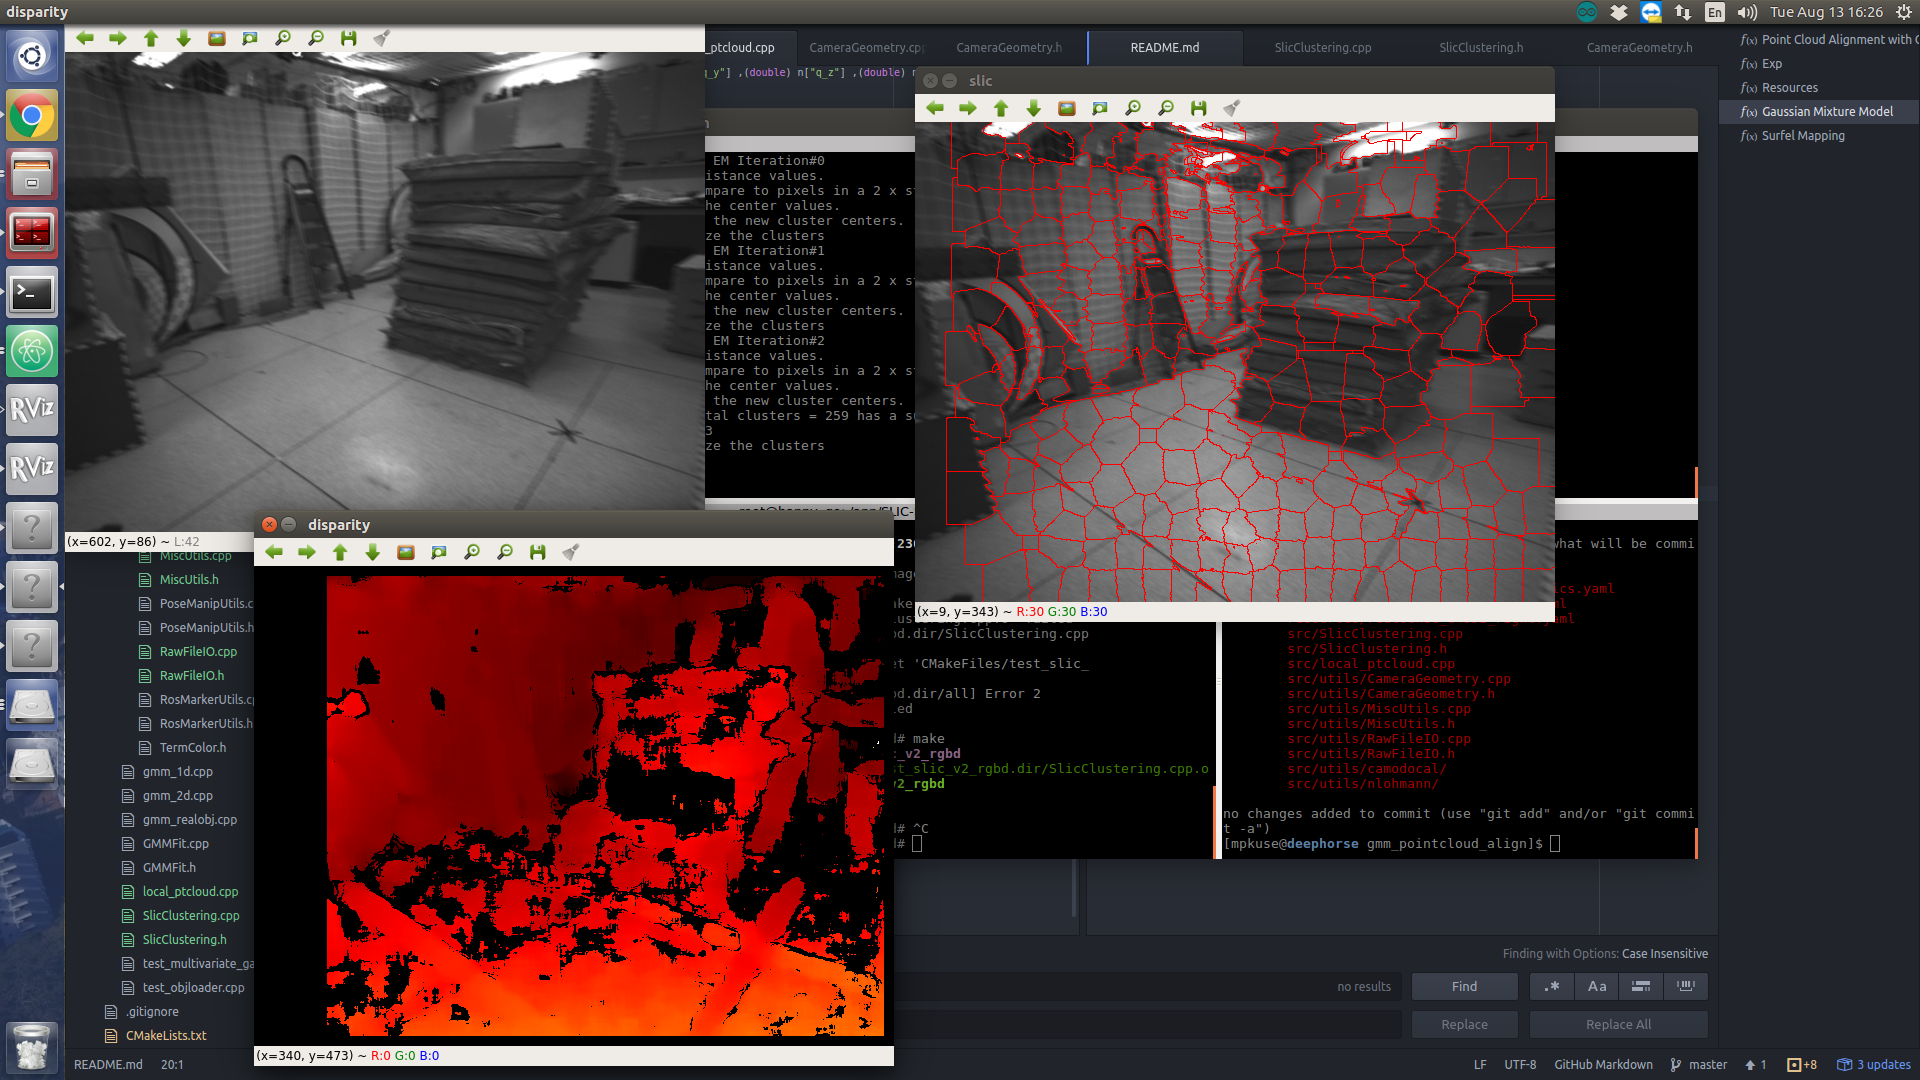 disparity
En
Tue Aug 13 16:26
_ptcloud.cpp
CameraGeometry.cp
CameraGeometry.h
README.md
SlicClustering.cpp
SlicClustering.h
CameraGeometry.h
_y"] ,(double) n["q_z"] ,(double) n
slic
Point Cloud Alignment with
Exp
Resources
Gaussian Mixture Model
Surfel Mapping
EM Iteration#0
istance values.
mpare to pixels in a 2 x s
he center values.
the new cluster centers.
ze the clusters
EM Iteration#1
istance values.
mpare to pixels in a 2 x s
he center values.
the new cluster centers.
ze the clusters
EM Iteration#2
istance values.
mpare to pixels in a 2 x s
he center values.
the new cluster centers.
tal clusters = 259 has a s
3
ze the clusters
RViz
RViz
(x=602, y=86) ~ L:42
(x=9, y=343) ~ R:30 G:30 B:30
disparity
MiscUtils.cpp
MiscUtils.h
PoseManipUtils.c
PoseManipUtils.h
RawFileIO.cpp
RawFileIO.h
RosMarkerUtils.c
RosMarkerUtils.h
TermColor.h
gmm_1d.cpp
gmm_2d.cpp
gmm_realobj.cpp
GMMFit.cpp
GMMFit.h
local_ptcloud.cpp
SlicClustering.cpp
SlicClustering.h
test_multivariate_ga
test_objloader.cpp
.gitignore
CMakeLists.txt
(x=340, y=473) ~ R:0 G:0 B:0
d.dir/SlicClustering.cpp
et 'CMakeFiles/test_slic_
d.dir/all] Error 2
led
# make
_v2_rgbd
st_slic_v2_rgbd.dir/SlicClustering.cpp.o
v2_rgbd
# ^C
#
what will be commi
ics.yaml
src/SlicClustering.cpp
src/SlicClustering.h
src/local_ptcloud.cpp
src/utils/CameraGeometry.cpp
src/utils/CameraGeometry.h
src/utils/MiscUtils.cpp
src/utils/MiscUtils.h
src/utils/RawFileIO.cpp
src/utils/RawFileIO.h
src/utils/camodocal/
src/utils/nlohmann/
no changes added to commit (use "git add" and/or "git commi
t -a")
[mpkuse@deephorse gmm_pointcloud_align]$
Finding with Options: Case Insensitive
no results
Find
.*
Aa
Replace
Replace All
README.md 20:1
LF
UTF-8
GitHub Markdown
master
1
+8
3 updates